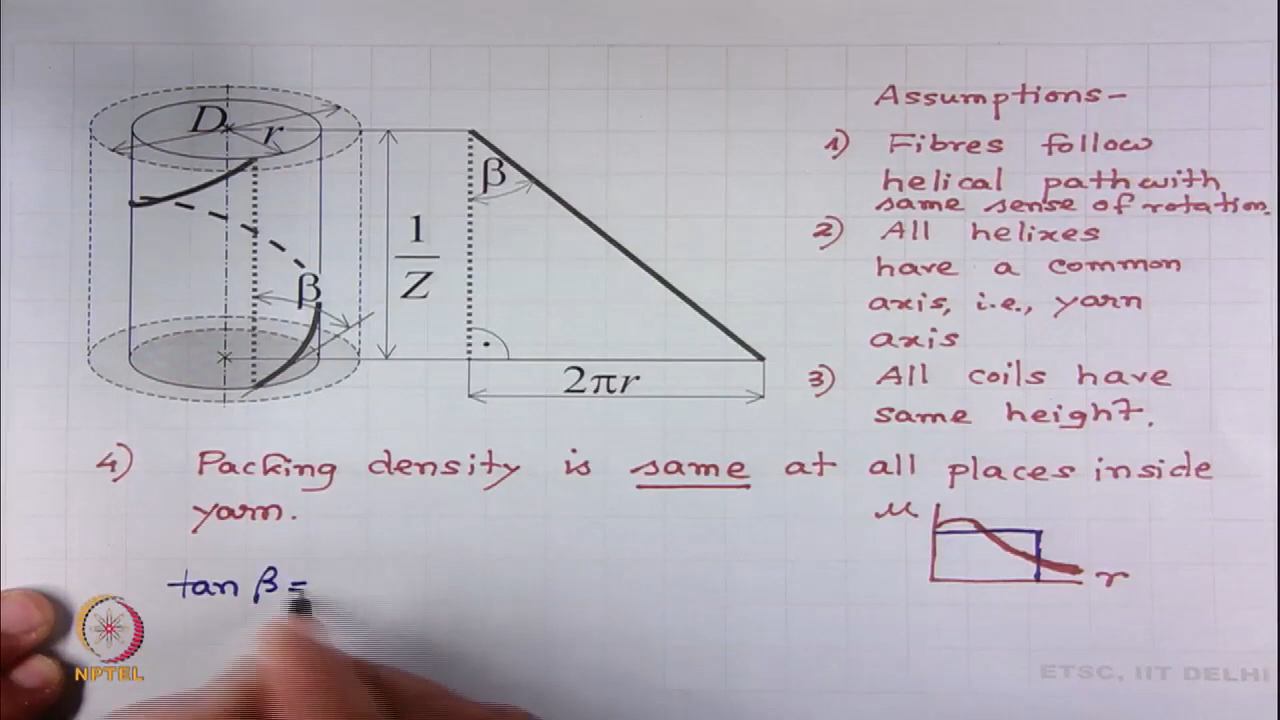 Assumptions-
1) Fibres follow
helical path with
same sense of rotation.
2) All helixes
have a common
axis, i.e., yarn
axis
3) All coils have
same height.
D
r
β
1
Z
β
2πr
4) Packing density is same at all places inside
yarn.
μ
r
tan β =
NPTEL
ETSC, IIT DELHI